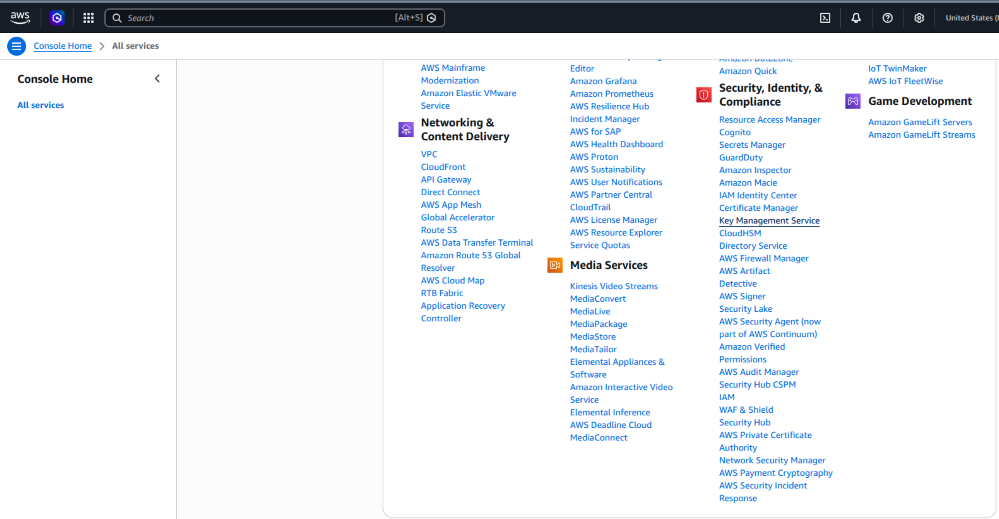 aws
Search
[Alt+S]
United States (
Console Home
All services
Console Home
All services
AWS Mainframe
Modernization
Amazon Elastic VMware
Service
Networking &
Content Delivery
VPC
CloudFront
API Gateway
Direct Connect
AWS App Mesh
Global Accelerator
Route 53
AWS Data Transfer Terminal
Amazon Route 53 Global
Resolver
AWS Cloud Map
RTB Fabric
Application Recovery
Controller
Editor
Amazon Grafana
Amazon Prometheus
AWS Resilience Hub
Incident Manager
AWS for SAP
AWS Health Dashboard
AWS Proton
AWS Sustainability
AWS User Notifications
AWS Partner Central
CloudTrail
AWS License Manager
AWS Resource Explorer
Service Quotas
Media Services
Kinesis Video Streams
MediaConvert
MediaLive
MediaPackage
MediaStore
MediaTailor
Elemental Appliances &
Software
Amazon Interactive Video
Service
Elemental Inference
AWS Deadline Cloud
MediaConnect
Amazon DataZone
Amazon Quick
Security, Identity, &
Compliance
Resource Access Manager
Cognito
Secrets Manager
GuardDuty
Amazon Inspector
Amazon Macie
IAM Identity Center
Certificate Manager
Key Management Service
CloudHSM
Directory Service
AWS Firewall Manager
AWS Artifact
Detective
AWS Signer
Security Lake
AWS Security Agent (now
part of AWS Continuum)
Amazon Verified
Permissions
AWS Audit Manager
Security Hub CSPM
IAM
WAF & Shield
Security Hub
AWS Private Certificate
Authority
Network Security Manager
AWS Payment Cryptography
AWS Security Incident
Response
IoT TwinMaker
AWS IoT FleetWise
Game Development
Amazon GameLift Servers
Amazon GameLift Streams